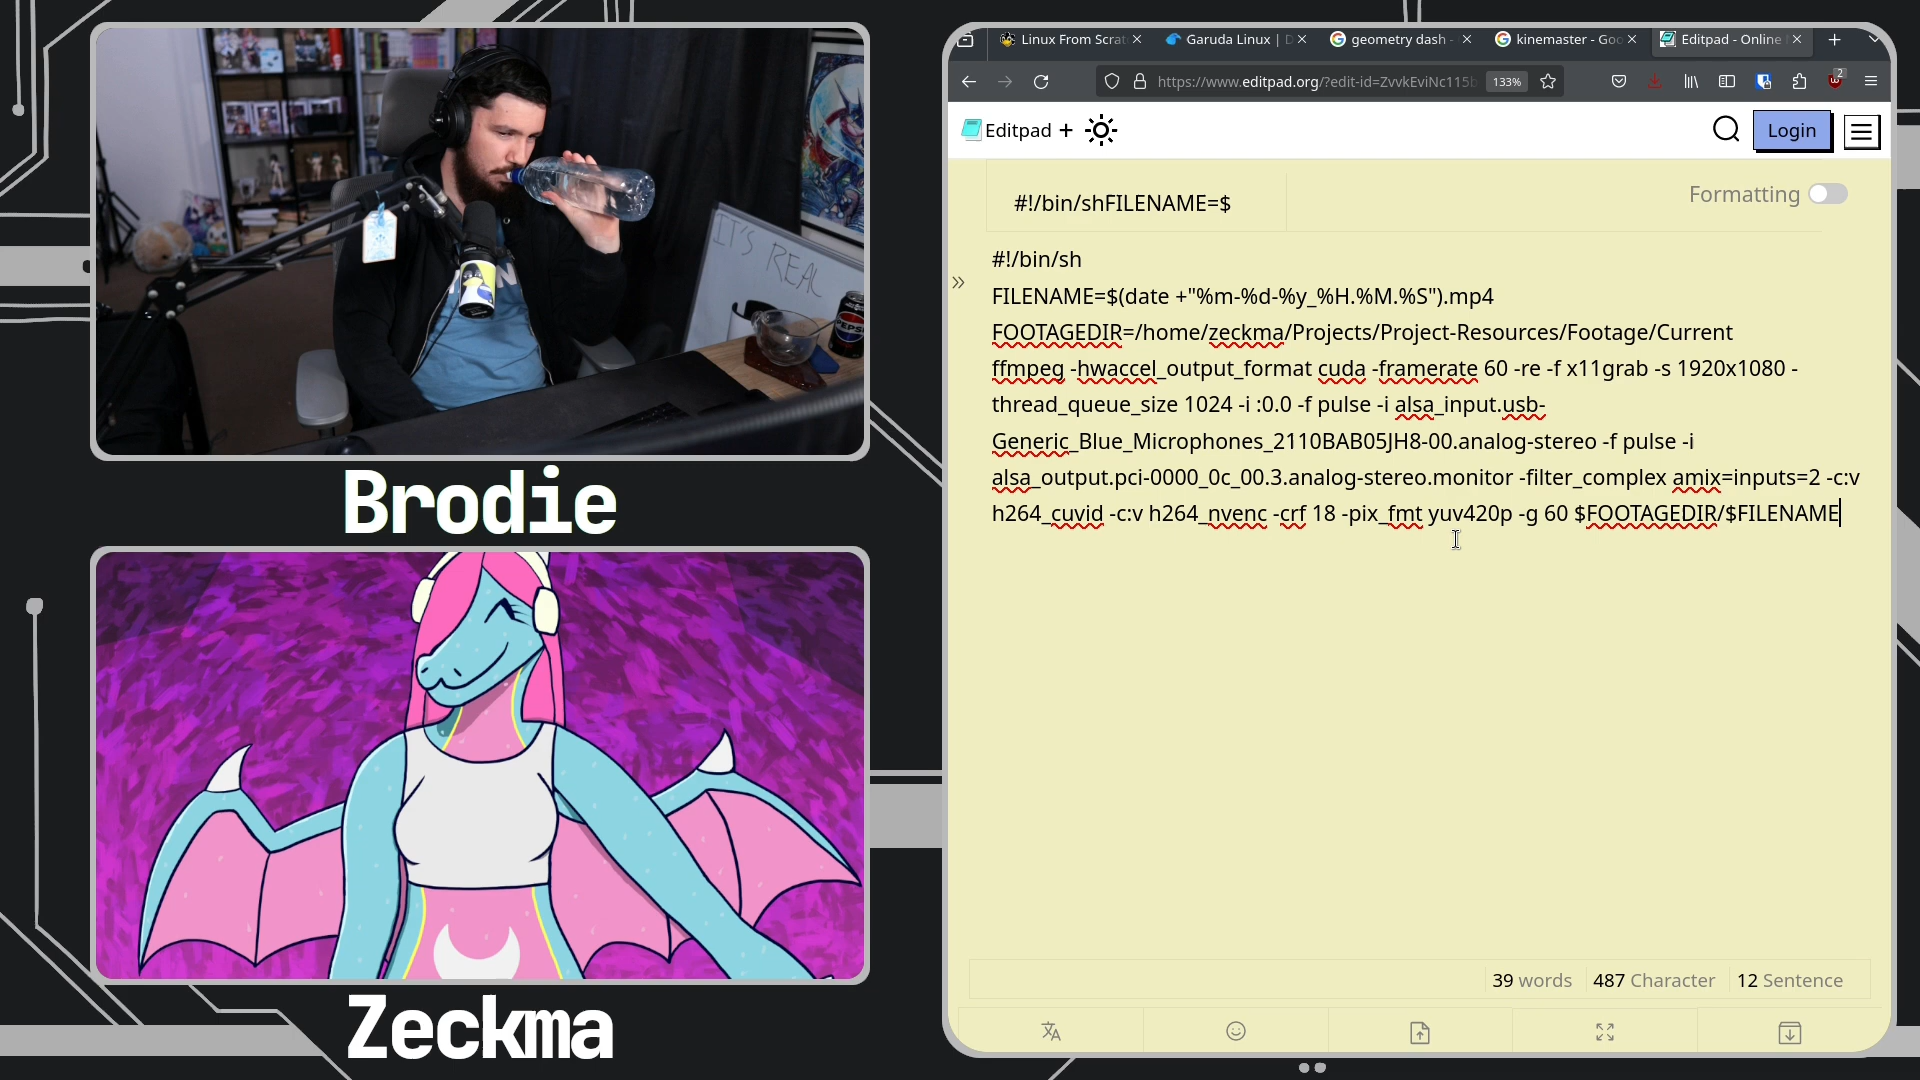 Linux From Scrat
Garuda Linux | D
geometry dash -
kinemaster - Goo
Editpad - Online
https://www.editpad.org/?edit-id=ZvvkEviNc115b
133%
2
Editpad +
Login
#!/bin/shFILENAME=$
Formatting
#!/bin/sh
FILENAME=$(date +"%m-%d-%y_%H.%M.%S").mp4
FOOTAGEDIR=/home/zeckma/Projects/Project-Resources/Footage/Current
ffmpeg -hwaccel_output_format cuda -framerate 60 -re -f x11grab -s 1920x1080 -
thread_queue_size 1024 -i :0.0 -f pulse -i alsa_input.usb-
Generic_Blue_Microphones_2110BAB05JH8-00.analog-stereo -f pulse -i
alsa_output.pci-0000_0c_00.3.analog-stereo.monitor -filter_complex amix=inputs=2 -c:v
h264_cuvid -c:v h264_nvenc -crf 18 -pix_fmt yuv420p -g 60 $FOOTAGEDIR/$FILENAME
39 words
487 Character
12 Sentence
IT'S REAL
PEPSI
Brodie
Zeckma